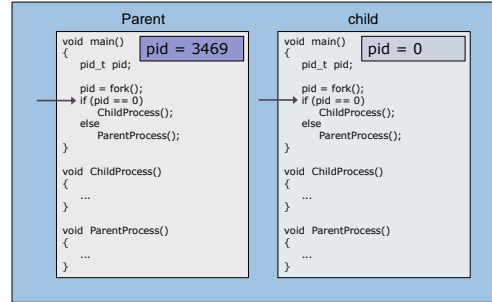 Parent
void main()
pid = 3469
{
pid_t pid;
pid = fork();
if (pid == 0)
ChildProcess();
else
ParentProcess();
}
void ChildProcess()
{
...
}
void ParentProcess()
{
...
}
child
void main()
pid = 0
{
pid_t pid;
pid = fork();
if (pid == 0)
ChildProcess();
else
ParentProcess();
}
void ChildProcess()
{
...
}
void ParentProcess()
{
...
}